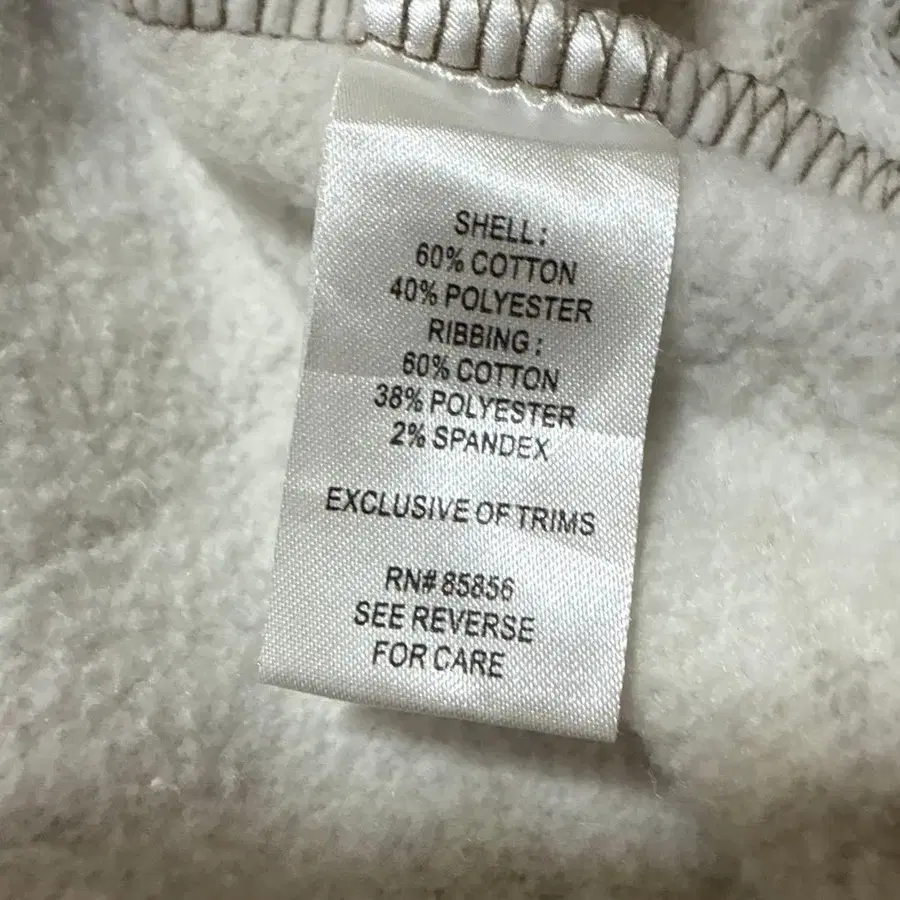 SHELL:
60% COTTON
40% POLYESTER
RIBBING:
60% COTTON
38% POLYESTER
2% SPANDEX
EXCLUSIVE OF TRIMS
RN# 85856
SEE REVERSE
FOR CARE